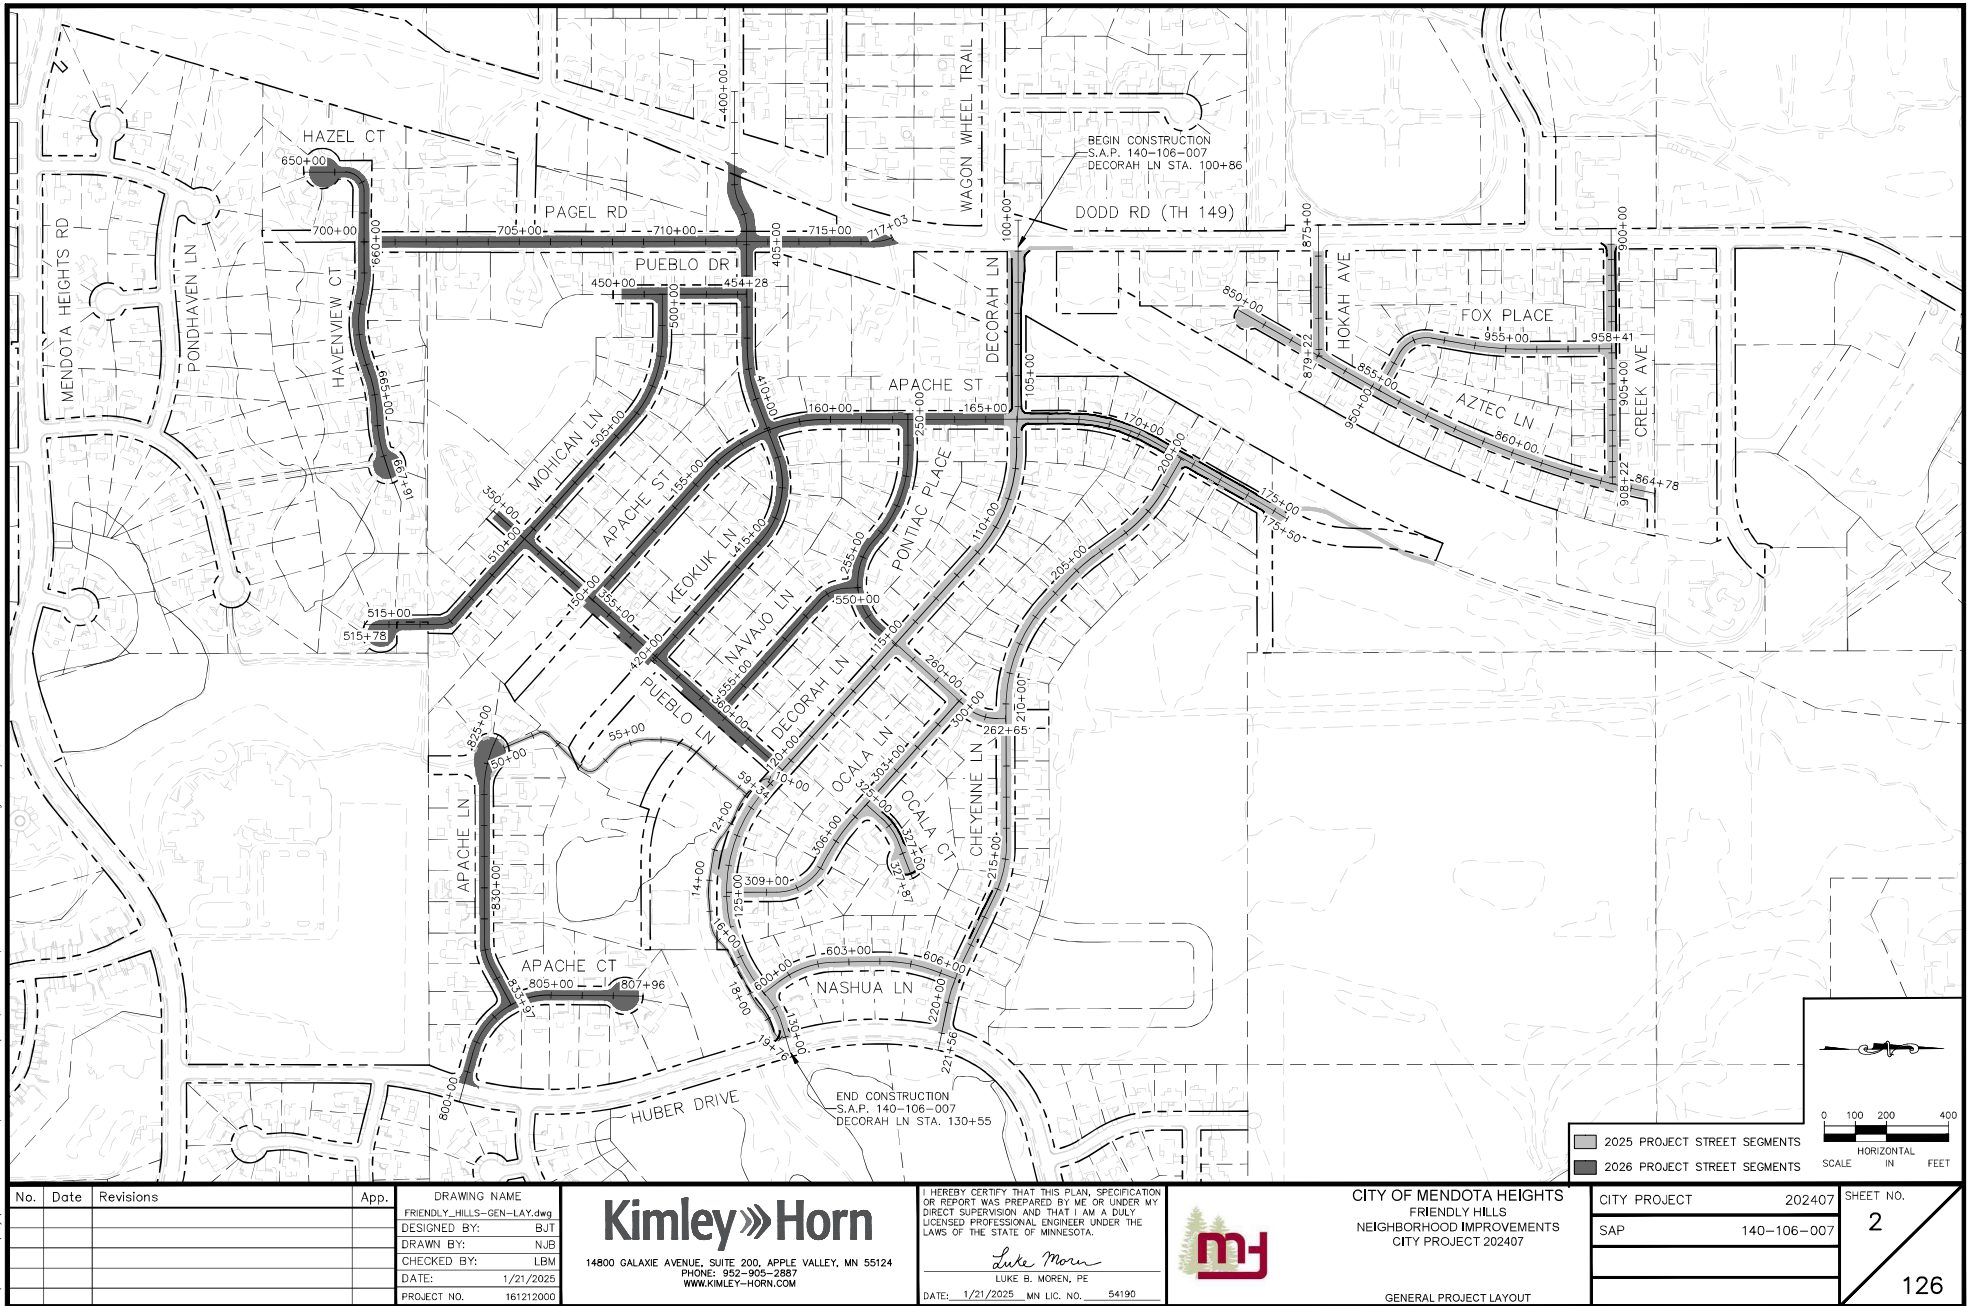 HAZEL CT
650+00
400+00
WAGON WHEEL TRAIL
BEGIN CONSTRUCTION
S.A.P. 140-106-007
DECORAH LN STA. 100+86
MENDOTA HEIGHTS RD
PONDHAVEN LN
HAVENVIEW CT
PAGEL RD
700+00
660+00
705+00
710+00
405+00
715+00
717+03
100+00
DODD RD (TH 149)
875+00
900+00
PUEBLO DR
450+00
454+28
500+00
DECORAH LN
850+00
HOKAH AVE
FOX PLACE
955+00
958+41
879+22
855+00
950+00
905+00
CREEK AVE
AZTEC LN
860+00
908+22
864+78
665+00
667+91
410+00
APACHE ST
105+00
160+00
250+00
165+00
170+00
200+00
175+00
175+50
MOHICAN LN
505+00
350+00
510+00
APACHE ST
155+00
KEOKUK LN
415+00
PONTIAC PLACE
255+00
110+00
205+00
150+00
355+00
550+00
NAVAJO LN
515+00
515+78
420+00
555+00
360+00
PUEBLO LN
DECORAH LN
115+00
260+00
300+00
210+00
262+65
825+00
50+00
55+00
59+34
120+00
10+00
OCALA LN
303+00
325+00
OCALA CT
CHEYENNE LN
12+00
306+00
327+00
327+87
APACHE LN
830+00
14+00
125+00
309+00
215+00
16+00
603+00
606+00
600+00
NASHUA LN
APACHE CT
805+00
807+96
833+97
18+00
130+00
19+76
220+00
221+56
800+00
HUBER DRIVE
END CONSTRUCTION
S.A.P. 140-106-007
DECORAH LN STA. 130+55
0 100 200 400
HORIZONTAL
SCALE IN FEET
2025 PROJECT STREET SEGMENTS
2026 PROJECT STREET SEGMENTS
No. Date Revisions App.
DRAWING NAME
FRIENDLY_HILLS-GEN-LAY.dwg
DESIGNED BY: BJT
DRAWN BY: NJB
CHECKED BY: LBM
DATE: 1/21/2025
PROJECT NO. 161212000
Kimley»Horn
14800 GALAXIE AVENUE, SUITE 200, APPLE VALLEY, MN 55124
PHONE: 952-905-2887
WWW.KIMLEY-HORN.COM
I HEREBY CERTIFY THAT THIS PLAN, SPECIFICATION
OR REPORT WAS PREPARED BY ME OR UNDER MY
DIRECT SUPERVISION AND THAT I AM A DULY
LICENSED PROFESSIONAL ENGINEER UNDER THE
LAWS OF THE STATE OF MINNESOTA.
Luke Moren
LUKE B. MOREN, PE
DATE: 1/21/2025 MN LIC. NO. 54190
CITY OF MENDOTA HEIGHTS
FRIENDLY HILLS
NEIGHBORHOOD IMPROVEMENTS
CITY PROJECT 202407
GENERAL PROJECT LAYOUT
CITY PROJECT 202407
SAP 140-106-007
SHEET NO.
2
126